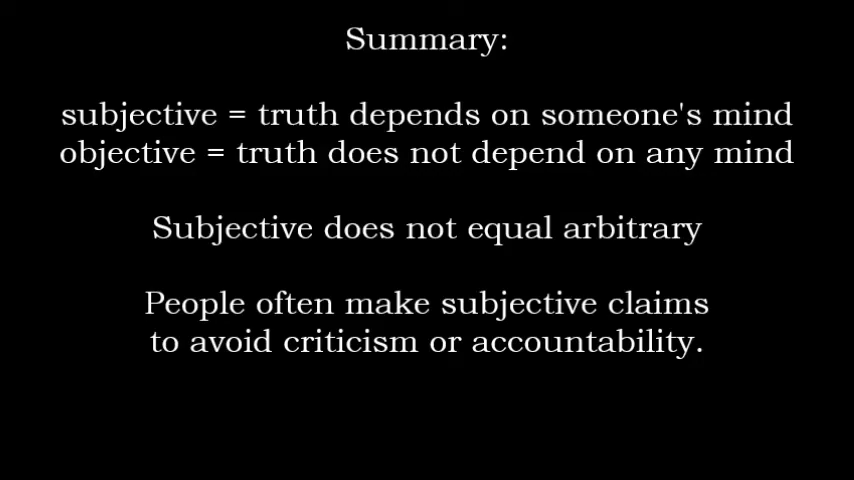 Summary:
subjective = truth depends on someone's mind
objective = truth does not depend on any mind
Subjective does not equal arbitrary
People often make subjective claims
to avoid criticism or accountability.